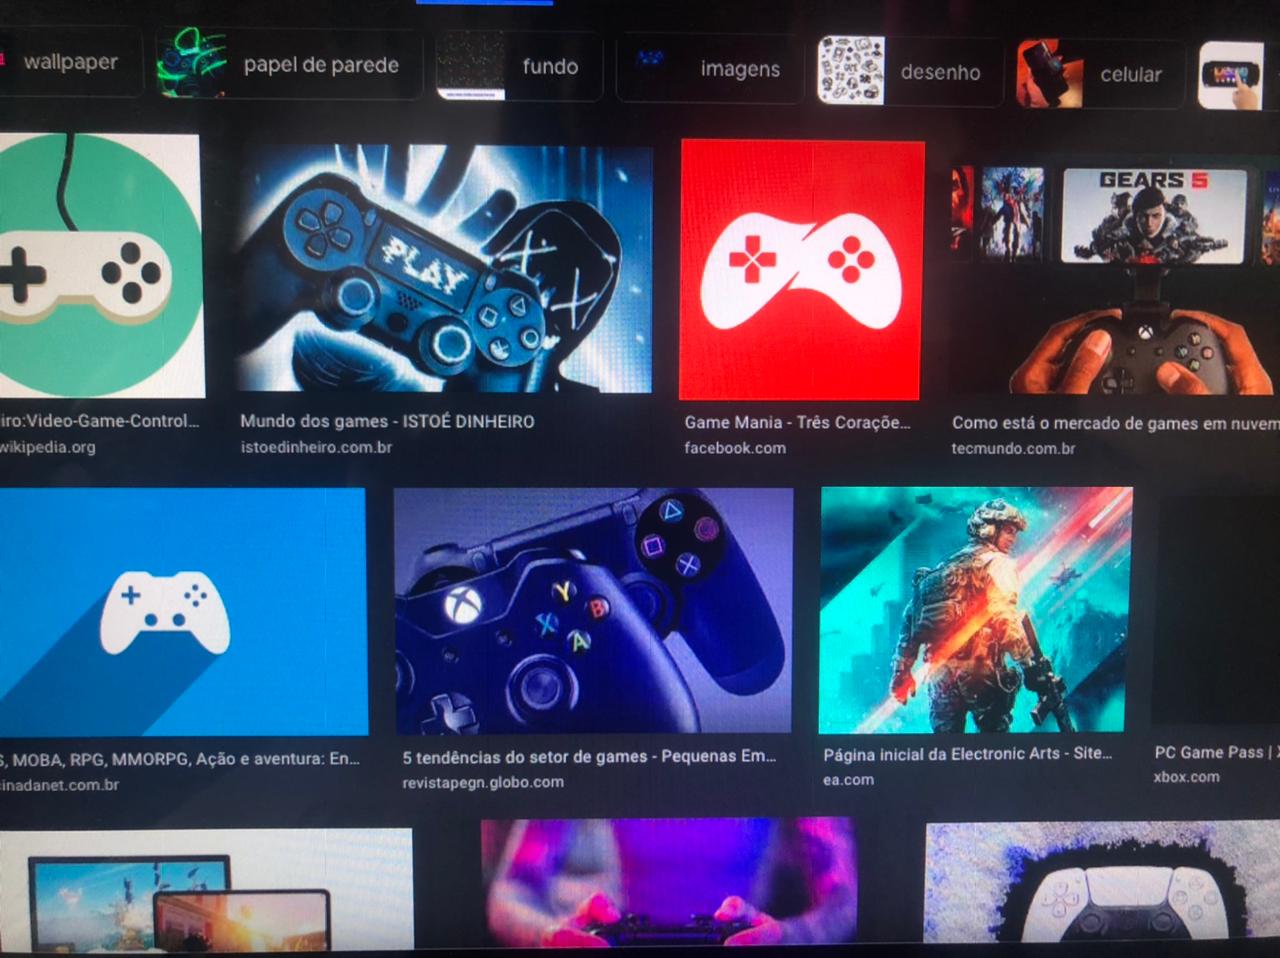 wallpaper
papel de parede
fundo
imagens
desenho
celular
PLAY
GEARS 5
iro:Video-Game-Control...
wikipedia.org
Mundo dos games - ISTOÉ DINHEIRO
istoedinheiro.com.br
Game Mania - Três Coraçõe...
facebook.com
Como está o mercado de games em nuvem
tecmundo.com.br
Y
B
X
A
S, MOBA, RPG, MMORPG, Ação e aventura: En...
cinadanet.com.br
5 tendências do setor de games - Pequenas Em...
revistapegn.globo.com
Página inicial da Electronic Arts - Site...
ea.com
PC Game Pass |
xbox.com